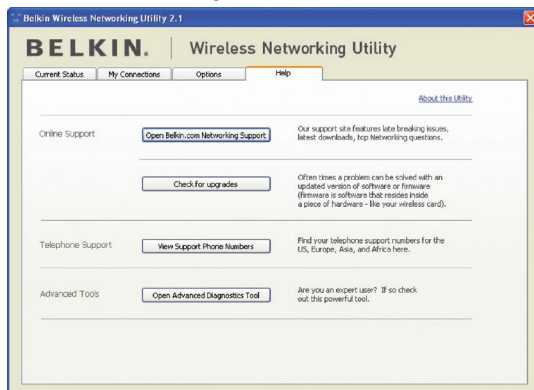 Belkin Wireless Networking Utility 2.1
BELKIN. Wireless Networking Utility
Current Status My Connections Options Help
About this Utility
Online Support Open Belkin.com Networking Support Our support site features late breaking issues,
latest downloads, top Networking questions.
Check for upgrades Often times a problem can be solved with an
updated version of software or firmware
(firmware is software that resides inside
a piece of hardware - like your wireless card).
Telephone Support View Support Phone Numbers Find your telephone support numbers for the
US, Europe, Asia, and Africa here.
Advanced Tools Open Advanced Diagnostics Tool Are you an expert user? If so check
out this powerful tool.